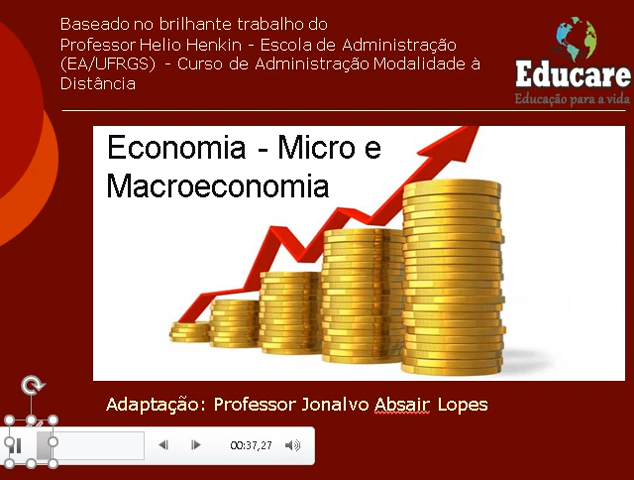 Baseado no brilhante trabalho do
Professor Helio Henkin - Escola de Administração
(EA/UFRGS) - Curso de Administração Modalidade à
Distância
Educare
Educação para a vida
Economia - Micro e
Macroeconomia
Adaptação: Professor Jonalvo Absair Lopes
00:37,27